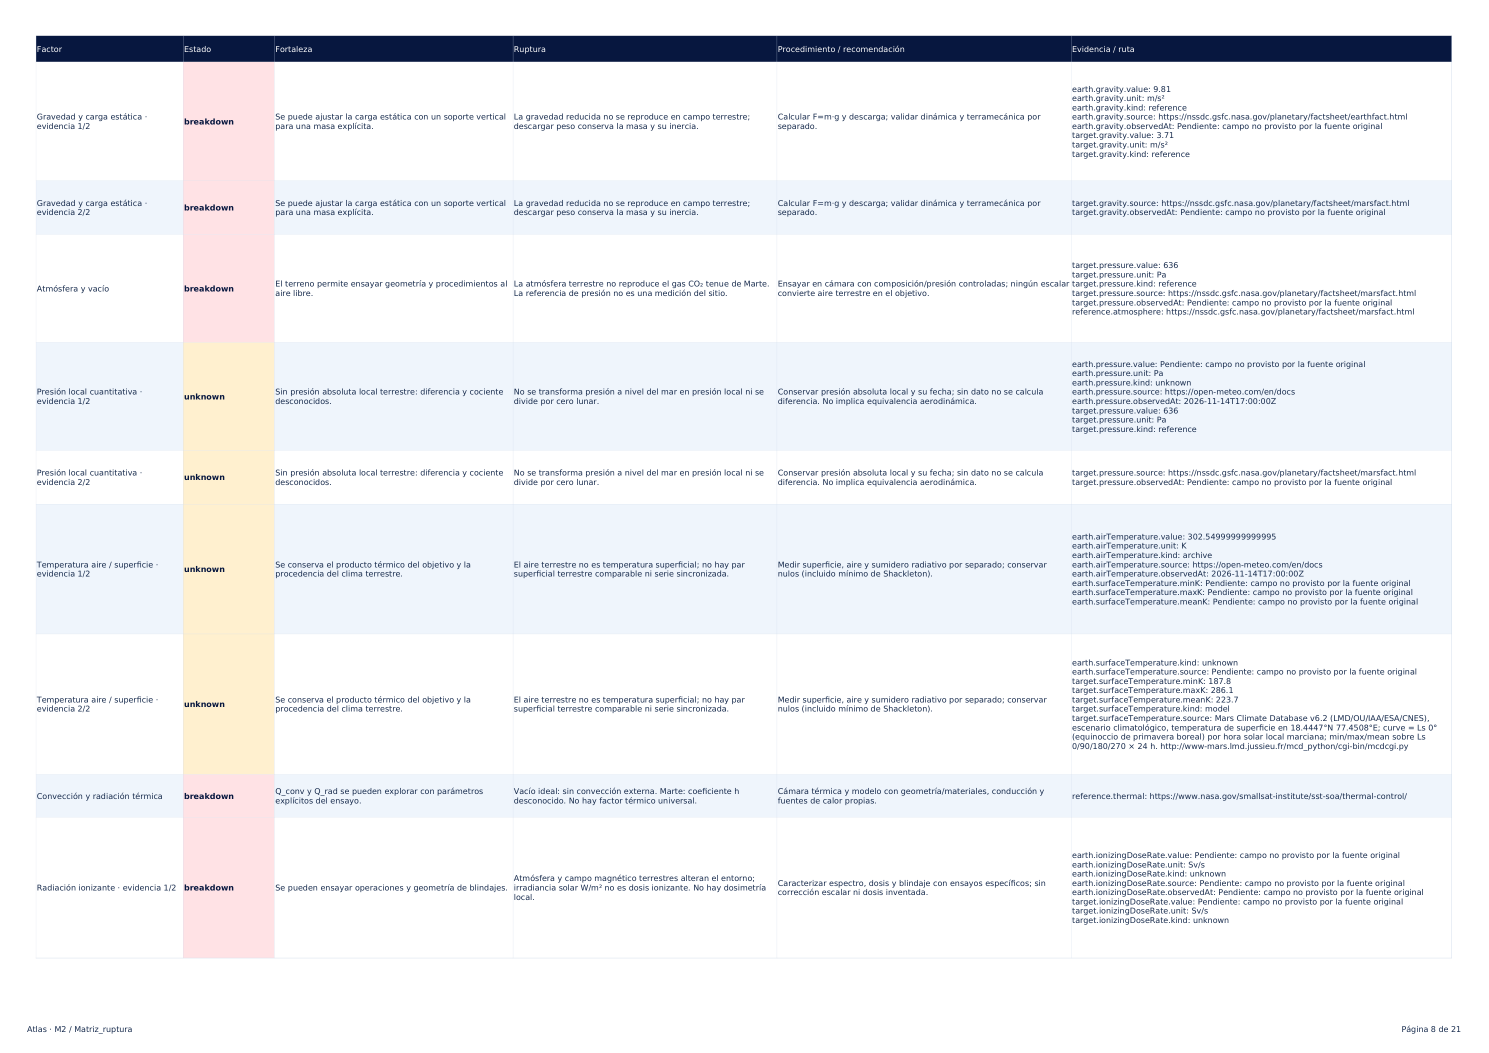 Factor Estado Fortaleza Ruptura Procedimiento / recomendación Evidencia / ruta
Gravedad y carga estática ·
evidencia 1/2
breakdown
Se puede ajustar la carga estática con un soporte vertical
para una masa explícita.
La gravedad reducida no se reproduce en campo terrestre;
descargar peso conserva la masa y su inercia.
Calcular F=m·g y descarga; validar dinámica y terramecánica por
separado.
earth.gravity.value: 9.81
earth.gravity.unit: m/s²
earth.gravity.kind: reference
earth.gravity.source: https://nssdc.gsfc.nasa.gov/planetary/factsheet/earthfact.html
earth.gravity.observedAt: Pendiente: campo no provisto por la fuente original
target.gravity.value: 3.71
target.gravity.unit: m/s²
target.gravity.kind: reference
Gravedad y carga estática ·
evidencia 2/2
breakdown
Se puede ajustar la carga estática con un soporte vertical
para una masa explícita.
La gravedad reducida no se reproduce en campo terrestre;
descargar peso conserva la masa y su inercia.
Calcular F=m·g y descarga; validar dinámica y terramecánica por
separado.
target.gravity.source: https://nssdc.gsfc.nasa.gov/planetary/factsheet/marsfact.html
target.gravity.observedAt: Pendiente: campo no provisto por la fuente original
Atmósfera y vacío
breakdown
El terreno permite ensayar geometría y procedimientos al
aire libre.
La atmósfera terrestre no reproduce el gas CO₂ tenue de Marte.
La referencia de presión no es una medición del sitio.
Ensayar en cámara con composición/presión controladas; ningún escalar
convierte aire terrestre en el objetivo.
target.pressure.value: 636
target.pressure.unit: Pa
target.pressure.kind: reference
target.pressure.source: https://nssdc.gsfc.nasa.gov/planetary/factsheet/marsfact.html
target.pressure.observedAt: Pendiente: campo no provisto por la fuente original
reference.atmosphere: https://nssdc.gsfc.nasa.gov/planetary/factsheet/marsfact.html
Presión local cuantitativa ·
evidencia 1/2
unknown
Sin presión absoluta local terrestre: diferencia y cociente
desconocidos.
No se transforma presión a nivel del mar en presión local ni se
divide por cero lunar.
Conservar presión absoluta local y su fecha; sin dato no se calcula
diferencia. No implica equivalencia aerodinámica.
earth.pressure.value: Pendiente: campo no provisto por la fuente original
earth.pressure.unit: Pa
earth.pressure.kind: unknown
earth.pressure.source: https://open-meteo.com/en/docs
earth.pressure.observedAt: 2026-11-14T17:00:00Z
target.pressure.value: 636
target.pressure.unit: Pa
target.pressure.kind: reference
Presión local cuantitativa ·
evidencia 2/2
unknown
Sin presión absoluta local terrestre: diferencia y cociente
desconocidos.
No se transforma presión a nivel del mar en presión local ni se
divide por cero lunar.
Conservar presión absoluta local y su fecha; sin dato no se calcula
diferencia. No implica equivalencia aerodinámica.
target.pressure.source: https://nssdc.gsfc.nasa.gov/planetary/factsheet/marsfact.html
target.pressure.observedAt: Pendiente: campo no provisto por la fuente original
Temperatura aire / superficie ·
evidencia 1/2
unknown
Se conserva el producto térmico del objetivo y la
procedencia del clima terrestre.
El aire terrestre no es temperatura superficial; no hay par
superficial terrestre comparable ni serie sincronizada.
Medir superficie, aire y sumidero radiativo por separado; conservar
nulos (incluido mínimo de Shackleton).
earth.airTemperature.value: 302.54999999999995
earth.airTemperature.unit: K
earth.airTemperature.kind: archive
earth.airTemperature.source: https://open-meteo.com/en/docs
earth.airTemperature.observedAt: 2026-11-14T17:00:00Z
earth.surfaceTemperature.minK: Pendiente: campo no provisto por la fuente original
earth.surfaceTemperature.maxK: Pendiente: campo no provisto por la fuente original
earth.surfaceTemperature.meanK: Pendiente: campo no provisto por la fuente original
Temperatura aire / superficie ·
evidencia 2/2
unknown
Se conserva el producto térmico del objetivo y la
procedencia del clima terrestre.
El aire terrestre no es temperatura superficial; no hay par
superficial terrestre comparable ni serie sincronizada.
Medir superficie, aire y sumidero radiativo por separado; conservar
nulos (incluido mínimo de Shackleton).
earth.surfaceTemperature.kind: unknown
earth.surfaceTemperature.source: Pendiente: campo no provisto por la fuente original
target.surfaceTemperature.minK: 187.8
target.surfaceTemperature.maxK: 286.1
target.surfaceTemperature.meanK: 223.7
target.surfaceTemperature.kind: model
target.surfaceTemperature.source: Mars Climate Database v6.2 (LMD/OU/IAA/ESA/CNES),
escenario climatológico, temperatura de superficie en 18.4447°N 77.4508°E; curve = Ls 0°
(equinoccio de primavera boreal) por hora solar local marciana; min/max/mean sobre Ls
0/90/180/270 × 24 h. http://www-mars.lmd.jussieu.fr/mcd_python/cgi-bin/mcdcgi.py
Convección y radiación térmica
breakdown
Q_conv y Q_rad se pueden explorar con parámetros
explícitos del ensayo.
Vacío ideal: sin convección externa. Marte: coeficiente h
desconocido. No hay factor térmico universal.
Cámara térmica y modelo con geometría/materiales, conducción y
fuentes de calor propias.
reference.thermal: https://www.nasa.gov/smallsat-institute/sst-soa/thermal-control/
Radiación ionizante · evidencia 1/2
breakdown
Se pueden ensayar operaciones y geometría de blindajes.
Atmósfera y campo magnético terrestres alteran el entorno;
irradiancia solar W/m² no es dosis ionizante. No hay dosimetría
local.
Caracterizar espectro, dosis y blindaje con ensayos específicos; sin
corrección escalar ni dosis inventada.
earth.ionizingDoseRate.value: Pendiente: campo no provisto por la fuente original
earth.ionizingDoseRate.unit: Sv/s
earth.ionizingDoseRate.kind: unknown
earth.ionizingDoseRate.source: Pendiente: campo no provisto por la fuente original
earth.ionizingDoseRate.observedAt: Pendiente: campo no provisto por la fuente original
target.ionizingDoseRate.value: Pendiente: campo no provisto por la fuente original
target.ionizingDoseRate.unit: Sv/s
target.ionizingDoseRate.kind: unknown
Atlas · M2 / Matriz_ruptura
Página 8 de 21